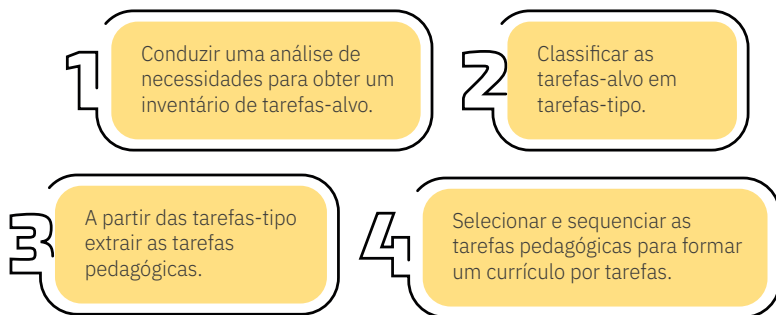 1
Conduzir uma análise de
necessidades para obter um
inventário de tarefas-alvo.
2
Classificar as
tarefas-alvo em
tarefas-tipo.
3
A partir das tarefas-tipo
extrair as tarefas
pedagógicas.
4
Selecionar e sequenciar as
tarefas pedagógicas para formar
um currículo por tarefas.